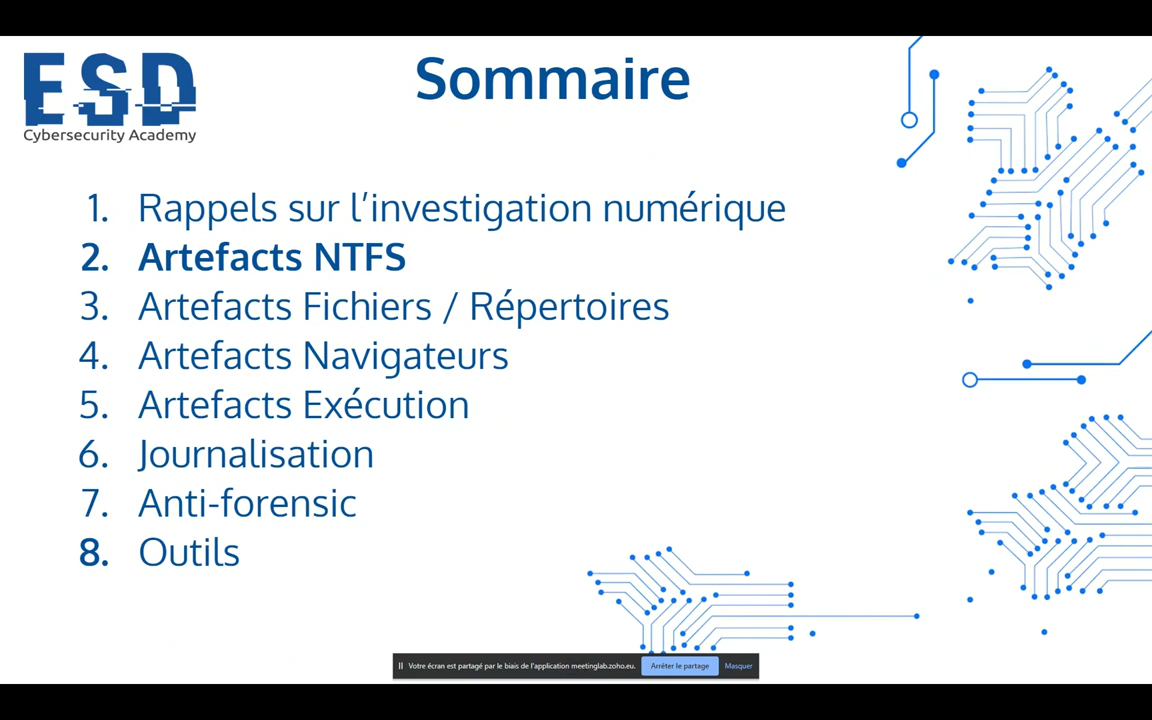 ESD
Cybersecurity Academy
Sommaire
1. Rappels sur l’investigation numérique
2. Artefacts NTFS
3. Artefacts Fichiers / Répertoires
4. Artefacts Navigateurs
5. Artefacts Exécution
6. Journalisation
7. Anti-forensic
8. Outils
Votre écran est partagé par le biais de l'application meetinglab.zoho.eu. Arrêter le partage Masquer